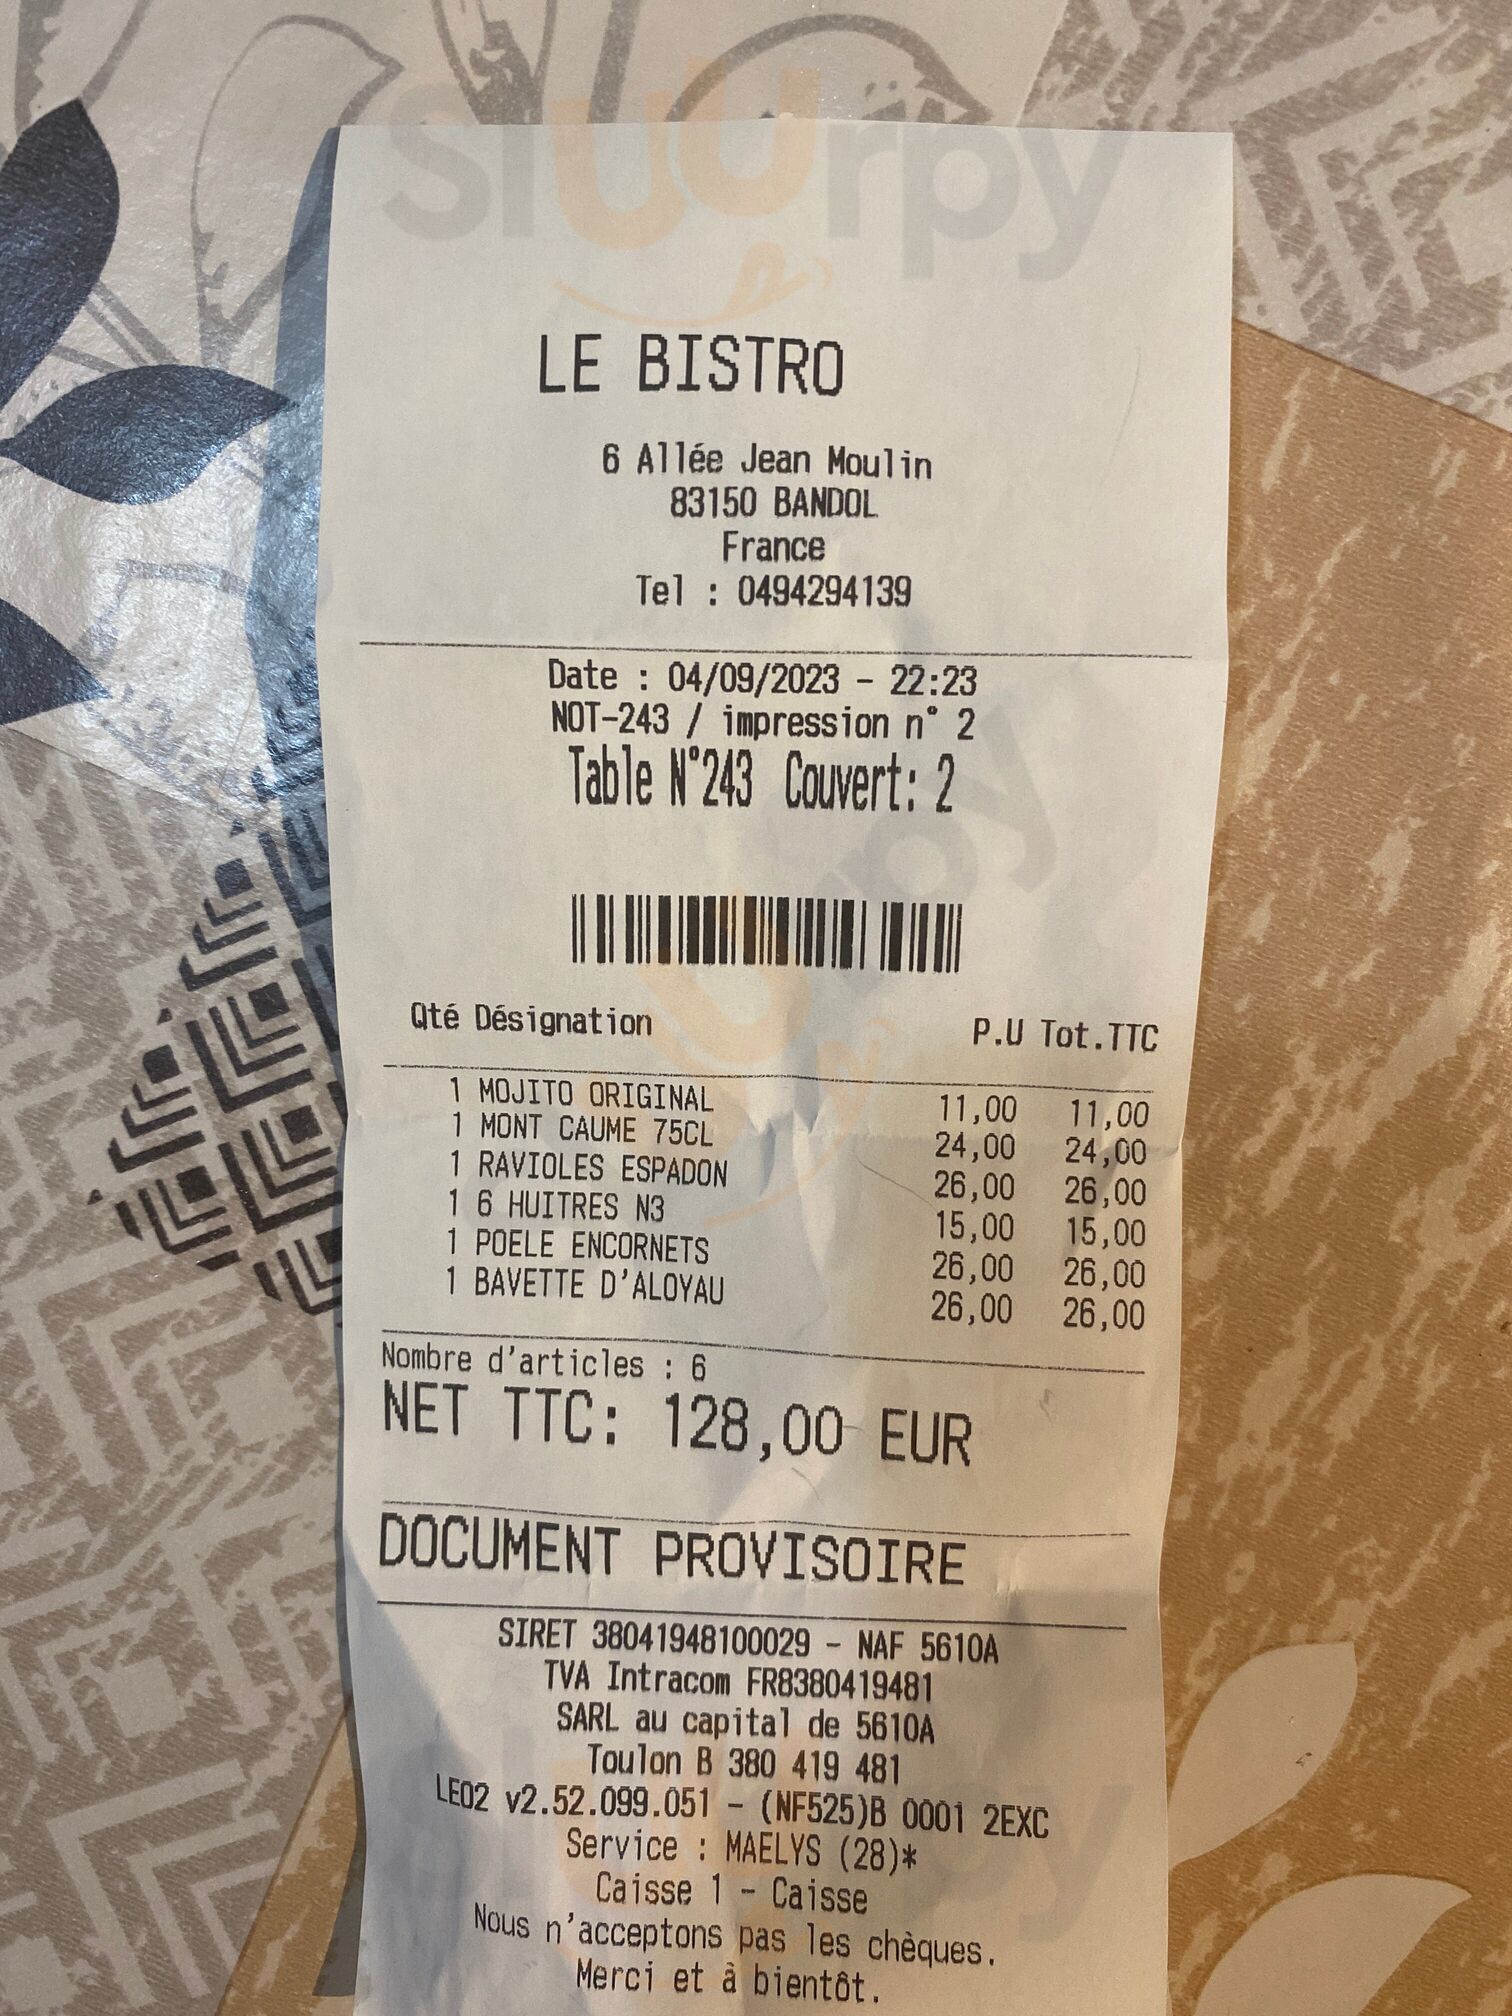 sluurpy
LE BISTRO
6 Allée Jean Moulin
83150 BANDOL
France
Tel : 0494294139
Date : 04/09/2023 - 22:23
NOT-243 / impression n° 2
Table N°243 Couvert: 2
Qté Désignation P.U Tot.TTC
1 MOJITO ORIGINAL 11,00 11,00
1 MONT CAUME 75CL 24,00 24,00
1 RAVIOLES ESPADON 26,00 26,00
1 6 HUITRES N3 15,00 15,00
1 POELE ENCORNETS 26,00 26,00
1 BAVETTE D'ALOYAU 26,00 26,00
Nombre d'articles : 6
NET TTC: 128,00 EUR
DOCUMENT PROVISOIRE
SIRET 38041948100029 - NAF 5610A
TVA Intracom FR8380419481
SARL au capital de 5610A
Toulon B 380 419 481
LEO2 v2.52.099.051 - (NF525)B 0001 2EXC
Service : MAELYS (28)*
Caisse 1 - Caisse
Nous n'acceptons pas les chèques.
Merci et à bientôt.